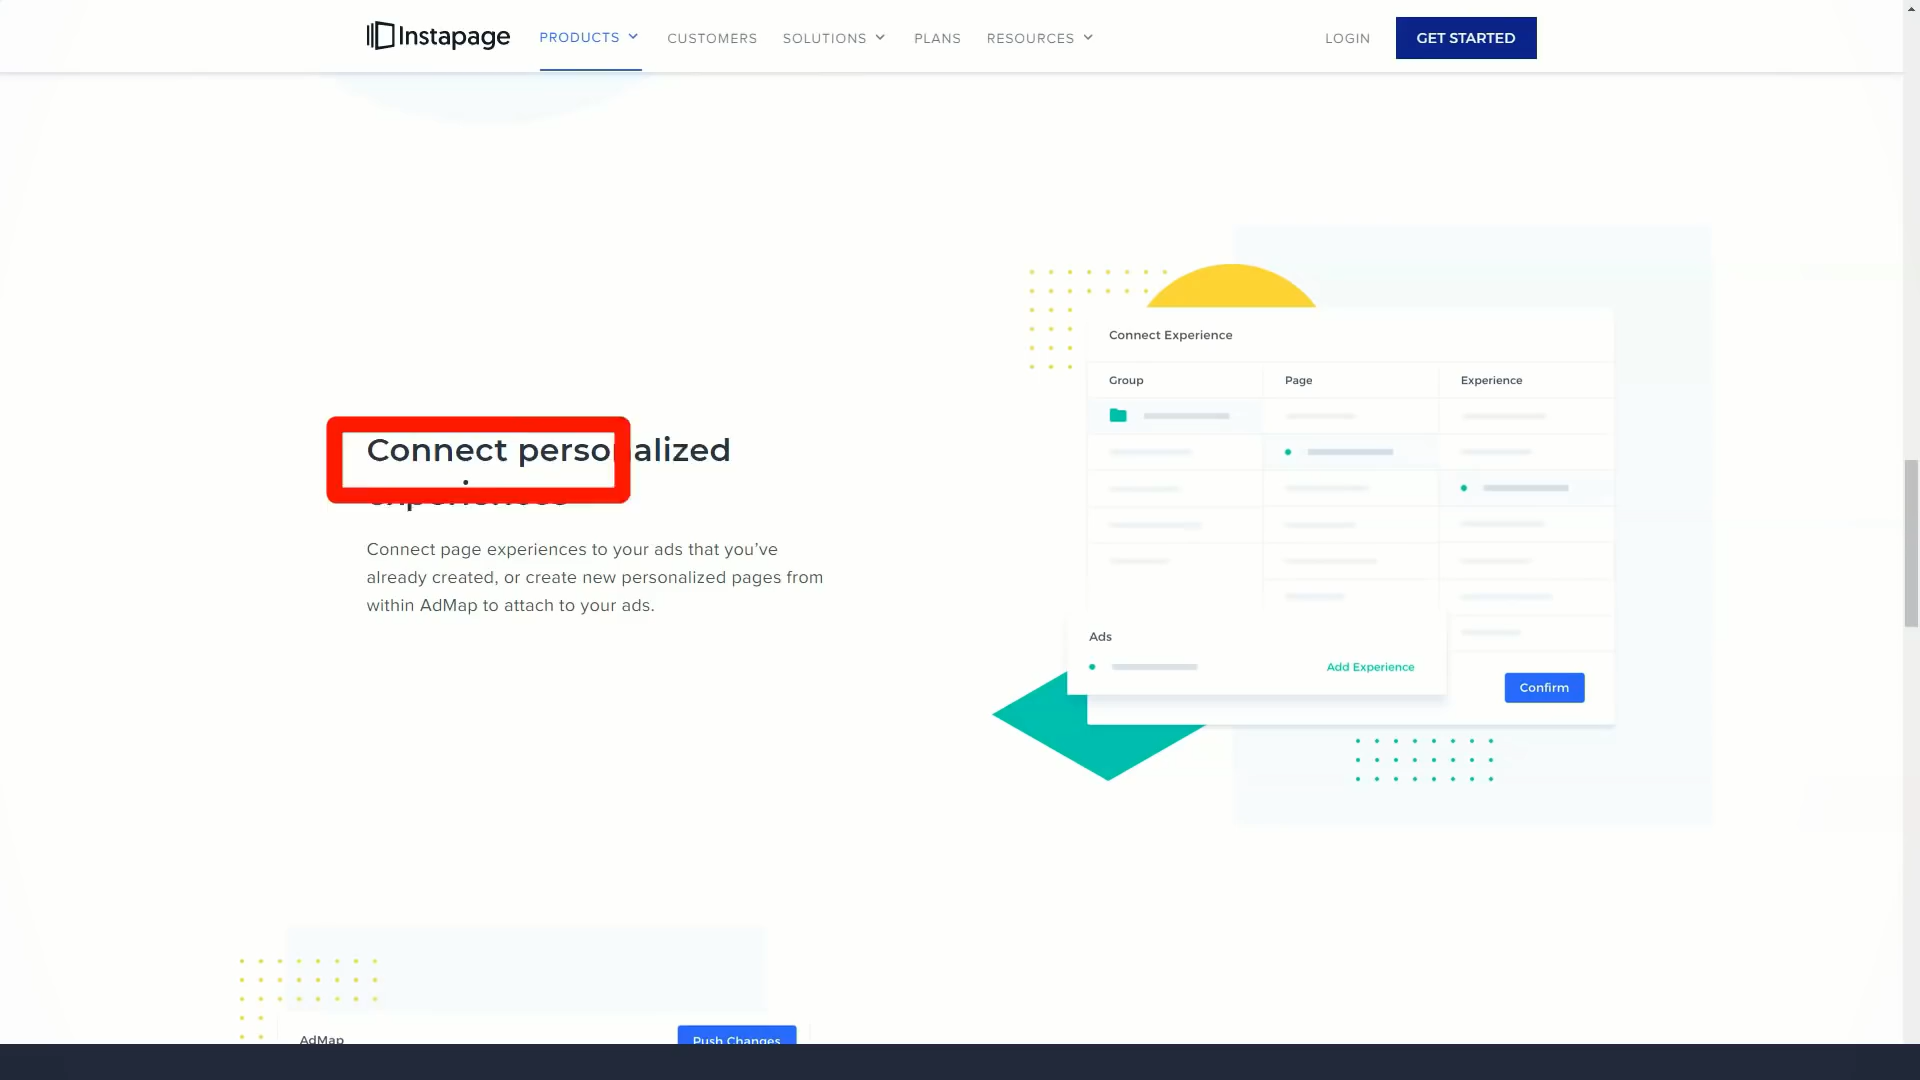 Instapage
PRODUCTS
CUSTOMERS
SOLUTIONS
PLANS
RESOURCES
LOGIN
GET STARTED
Connect personalized
experiences
Connect page experiences to your ads that you’ve
already created, or create new personalized pages from
within AdMap to attach to your ads.
Connect Experience
Group
Page
Experience
Ads
Add Experience
Confirm
AdMap
Push Changes